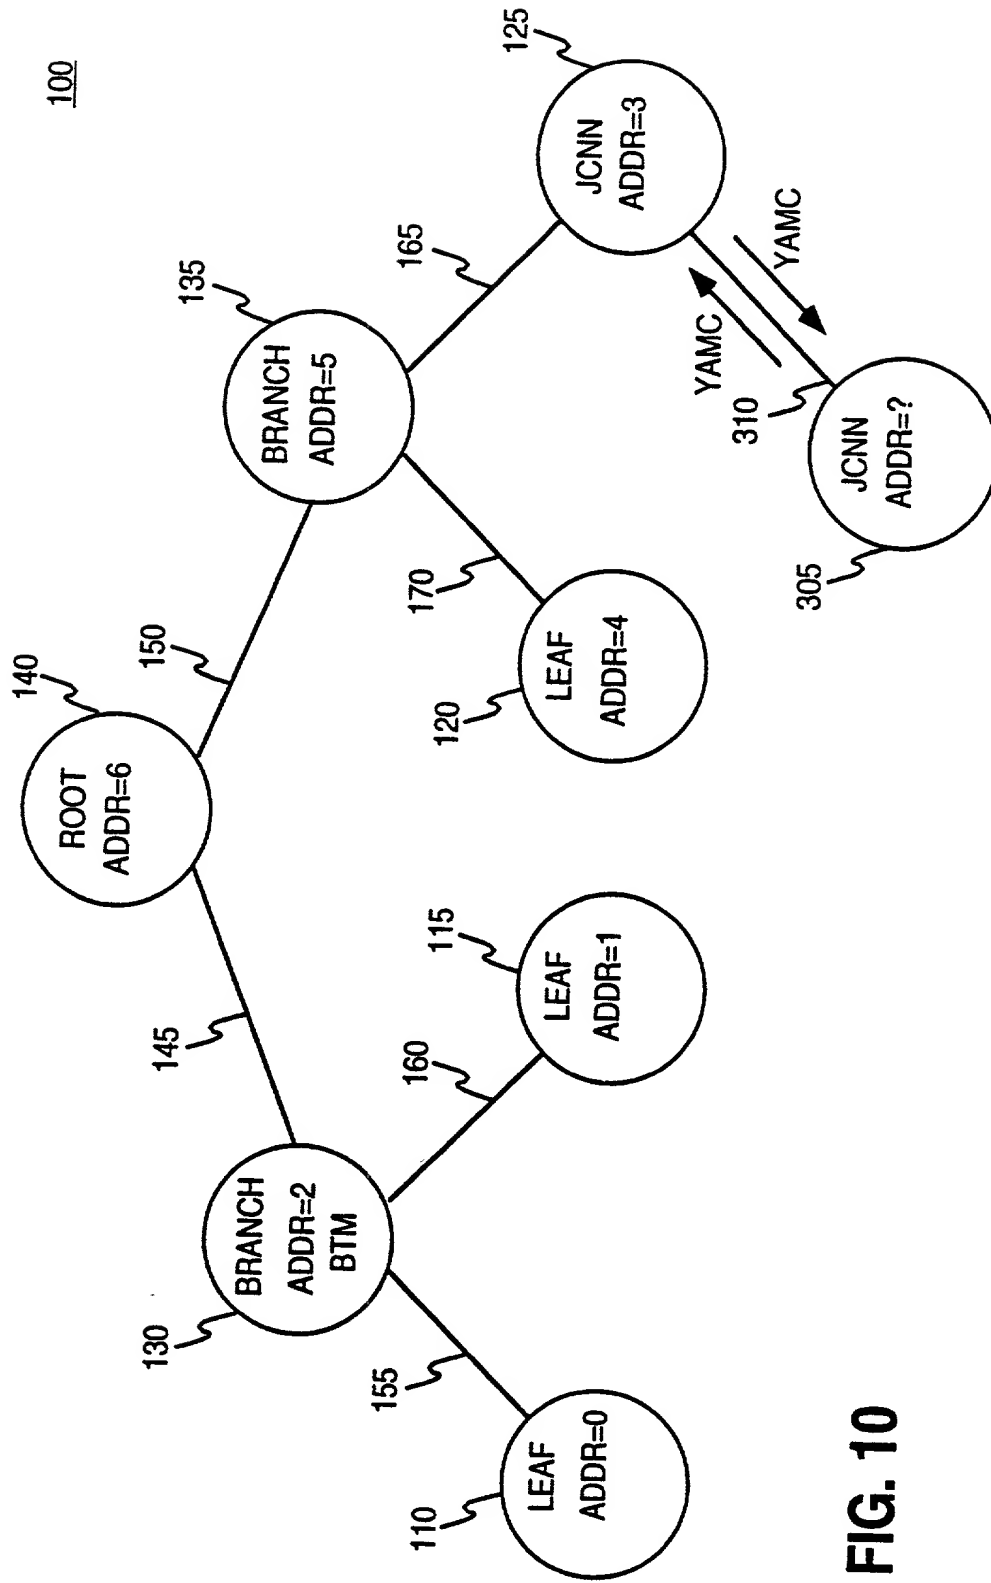 100
140
ROOT
ADDR=6
145
150
130
BRANCH
ADDR=2
BTM
135
BRANCH
ADDR=5
155
160
170
165
110
LEAF
ADDR=0
115
LEAF
ADDR=1
120
LEAF
ADDR=4
125
JCNN
ADDR=3
YAMC
YAMC
310
305
JCNN
ADDR=?
FIG. 10